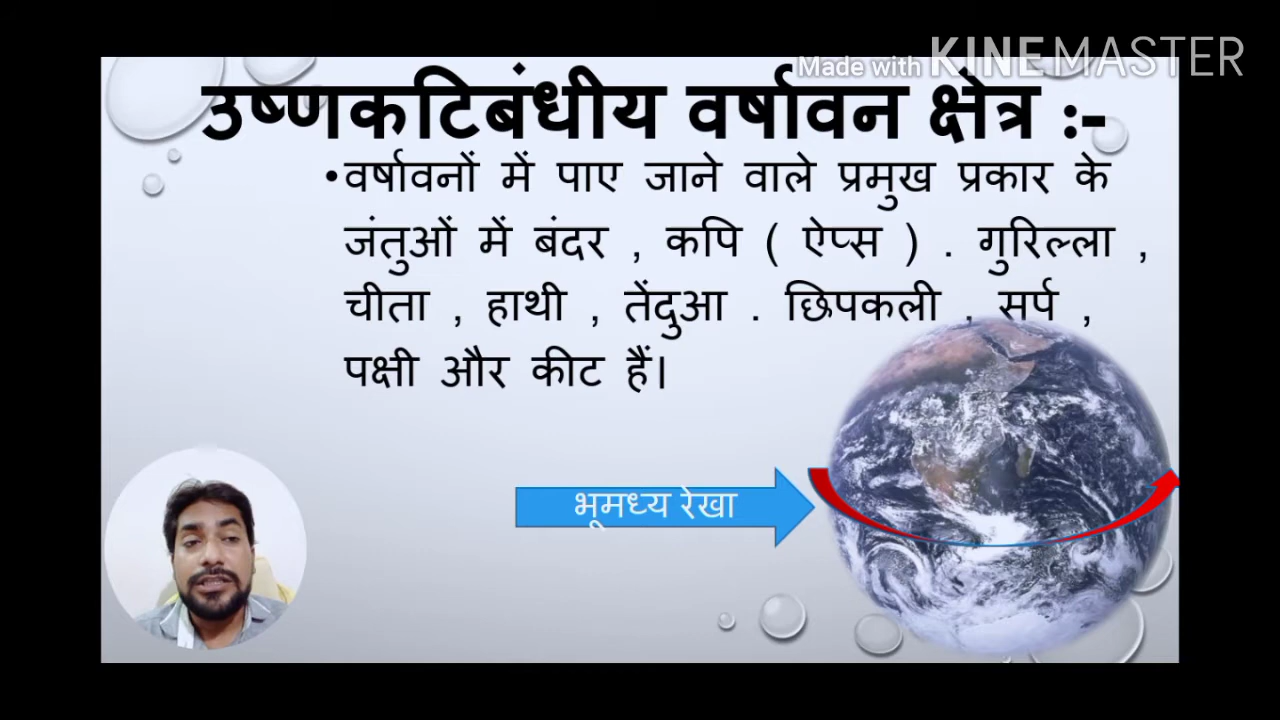 Made with KINEMASTER
उष्णकटिबंधीय वर्षावन क्षेत्र :-
•वर्षावनों में पाए जाने वाले प्रमुख प्रकार के
जंतुओं में बंदर , कपि ( ऐप्स ) . गुरिल्ला ,
चीता , हाथी , तेंदुआ . छिपकली , सर्प ,
पक्षी और कीट हैं।
भूमध्य रेखा